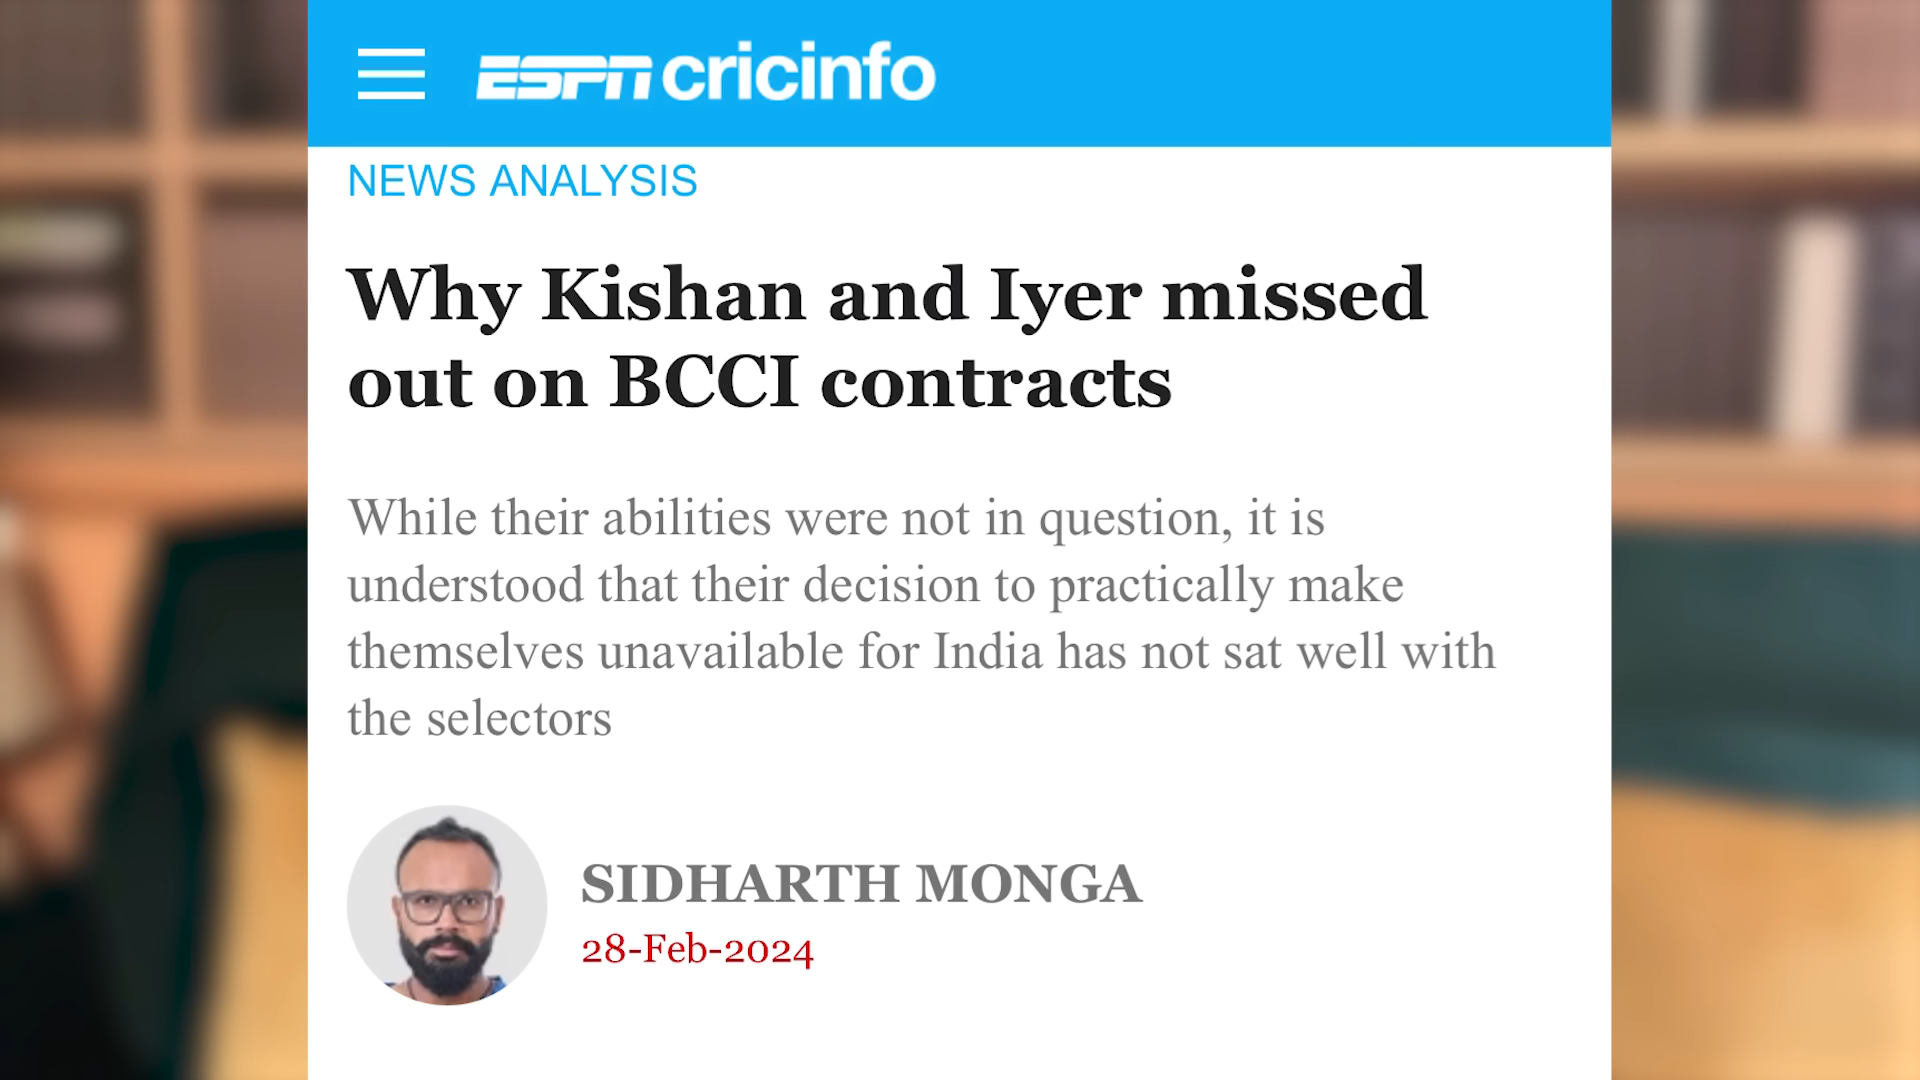 ESPN cricinfo
NEWS ANALYSIS
Why Kishan and Iyer missed
out on BCCI contracts
While their abilities were not in question, it is
understood that their decision to practically make
themselves unavailable for India has not sat well with
the selectors
SIDHARTH MONGA
28-Feb-2024